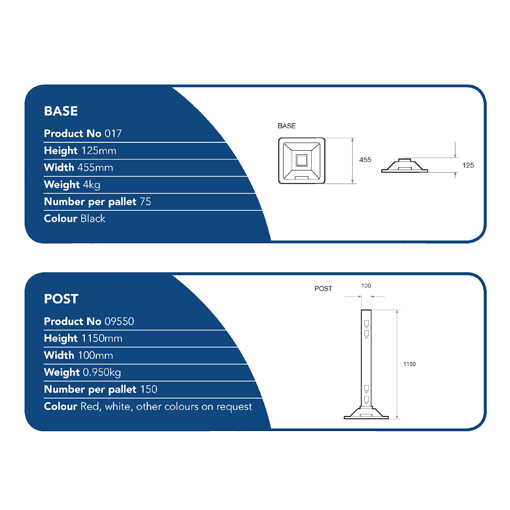 BASE
Product No 017
Height 125mm
Width 455mm
Weight 4kg
Number per pallet 75
Colour Black
BASE
455
125
POST
Product No 09550
Height 1150mm
Width 100mm
Weight 0.950kg
Number per pallet 150
Colour Red, white, other colours on request
POST
100
1150